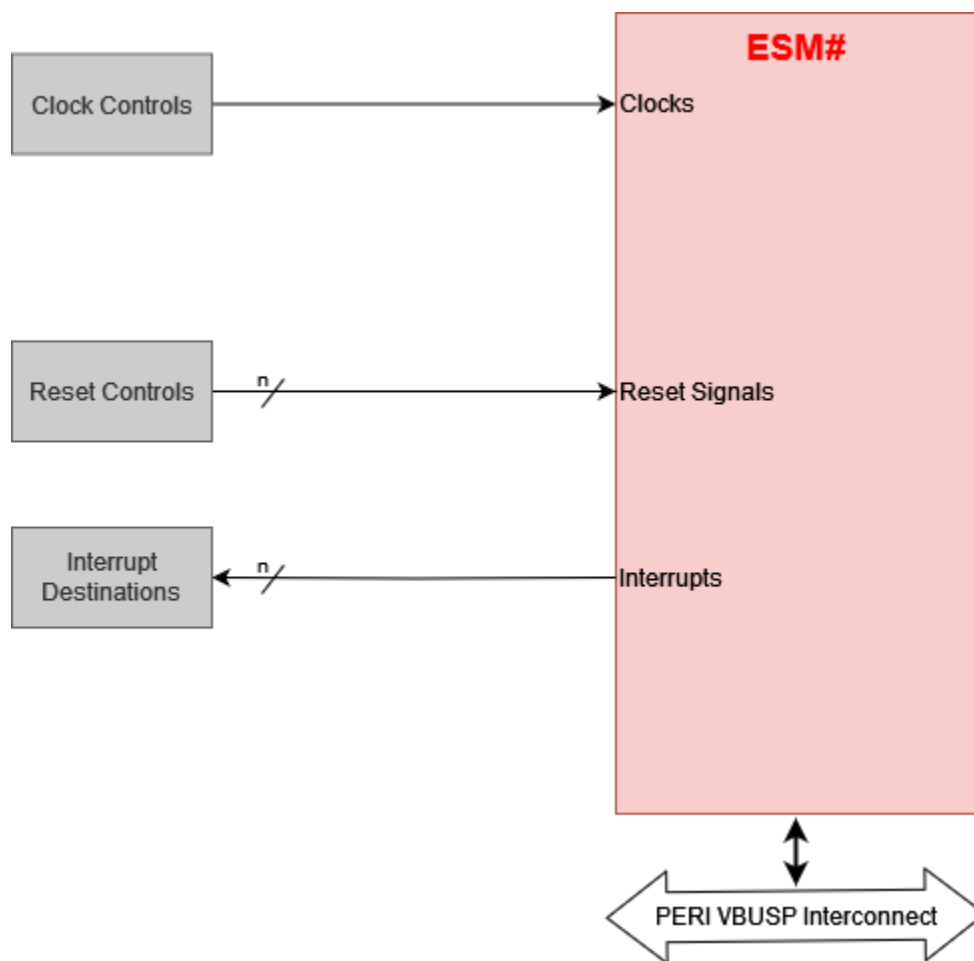 ESM#
Clock Controls
Clocks
Reset Controls
n
Reset Signals
Interrupt
Destinations
n
Interrupts
PERI VBUSP Interconnect